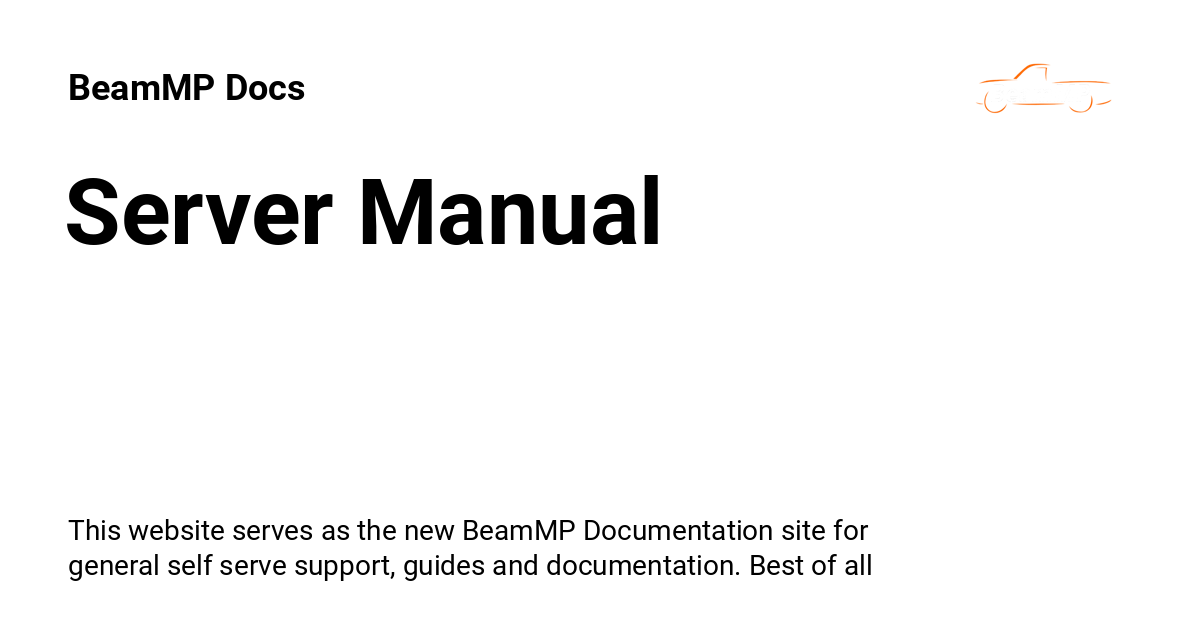 BeamMP Docs
Server Manual
This website serves as the new BeamMP Documentation site for
general self serve support, guides and documentation. Best of all